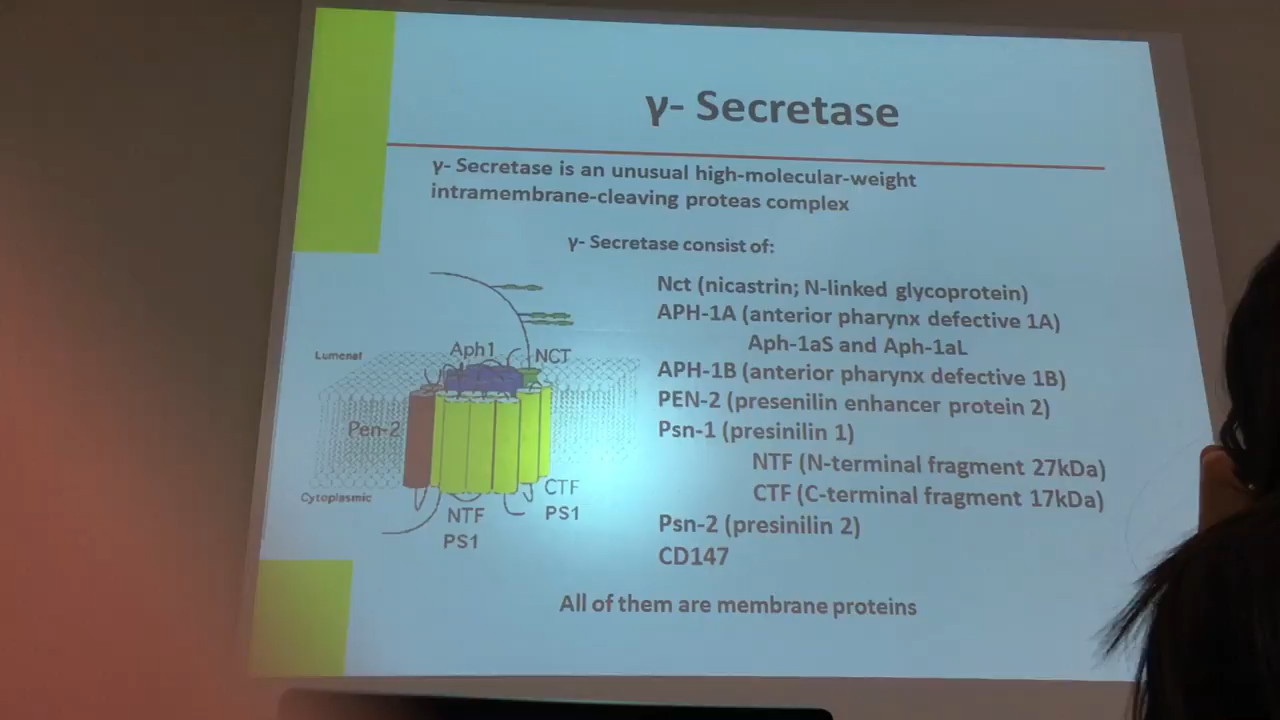 γ- Secretase
γ- Secretase is an unusual high-molecular-weight
intramembrane-cleaving proteas complex
γ- Secretase consist of:
Nct (nicastrin; N-linked glycoprotein)
APH-1A (anterior pharynx defective 1A)
Aph-1aS and Aph-1aL
APH-1B (anterior pharynx defective 1B)
PEN-2 (presenilin enhancer protein 2)
Psn-1 (presinilin 1)
NTF (N-terminal fragment 27kDa)
CTF (C-terminal fragment 17kDa)
Psn-2 (presinilin 2)
CD147
Lumenal
Aph1
NCT
Pen-2
Cytoplasmic
NTF
PS1
CTF
PS1
All of them are membrane proteins